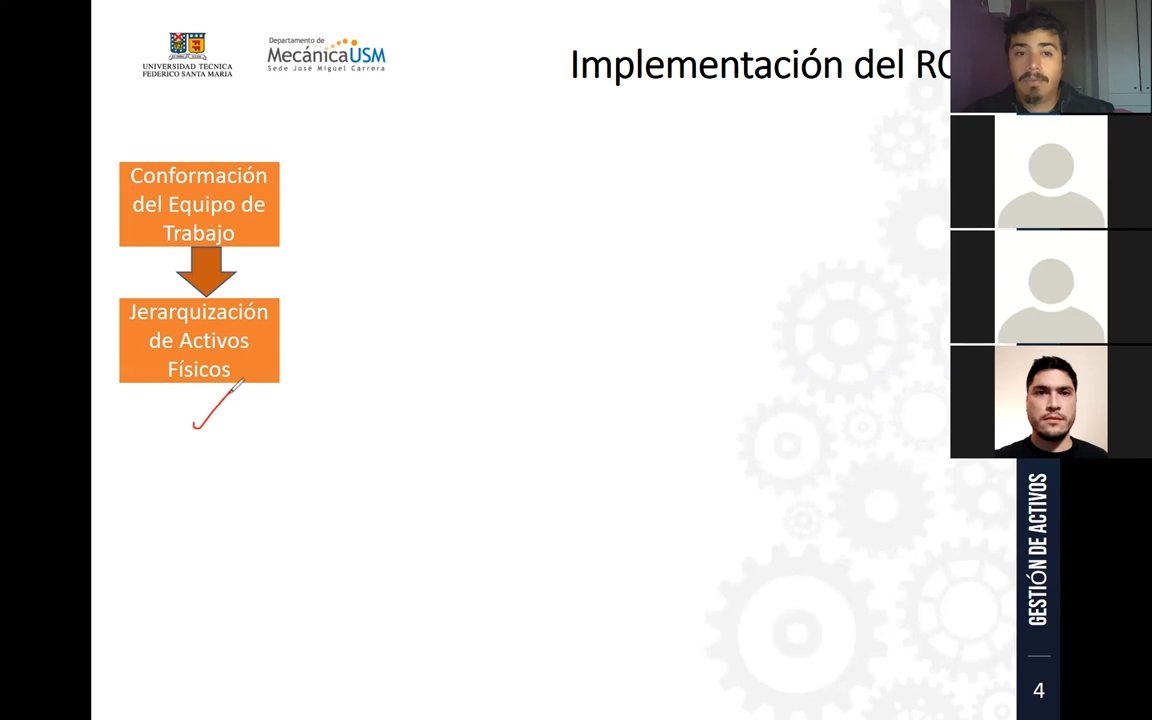 UNIVERSIDAD TECNICA
FEDERICO SANTA MARIA
Departamento de
MecánicaUSM
Sede José Miguel Carrera
Implementación del RC
Conformación
del Equipo de
Trabajo
Jerarquización
de Activos
Físicos
GESTIÓN DE ACTIVOS
4